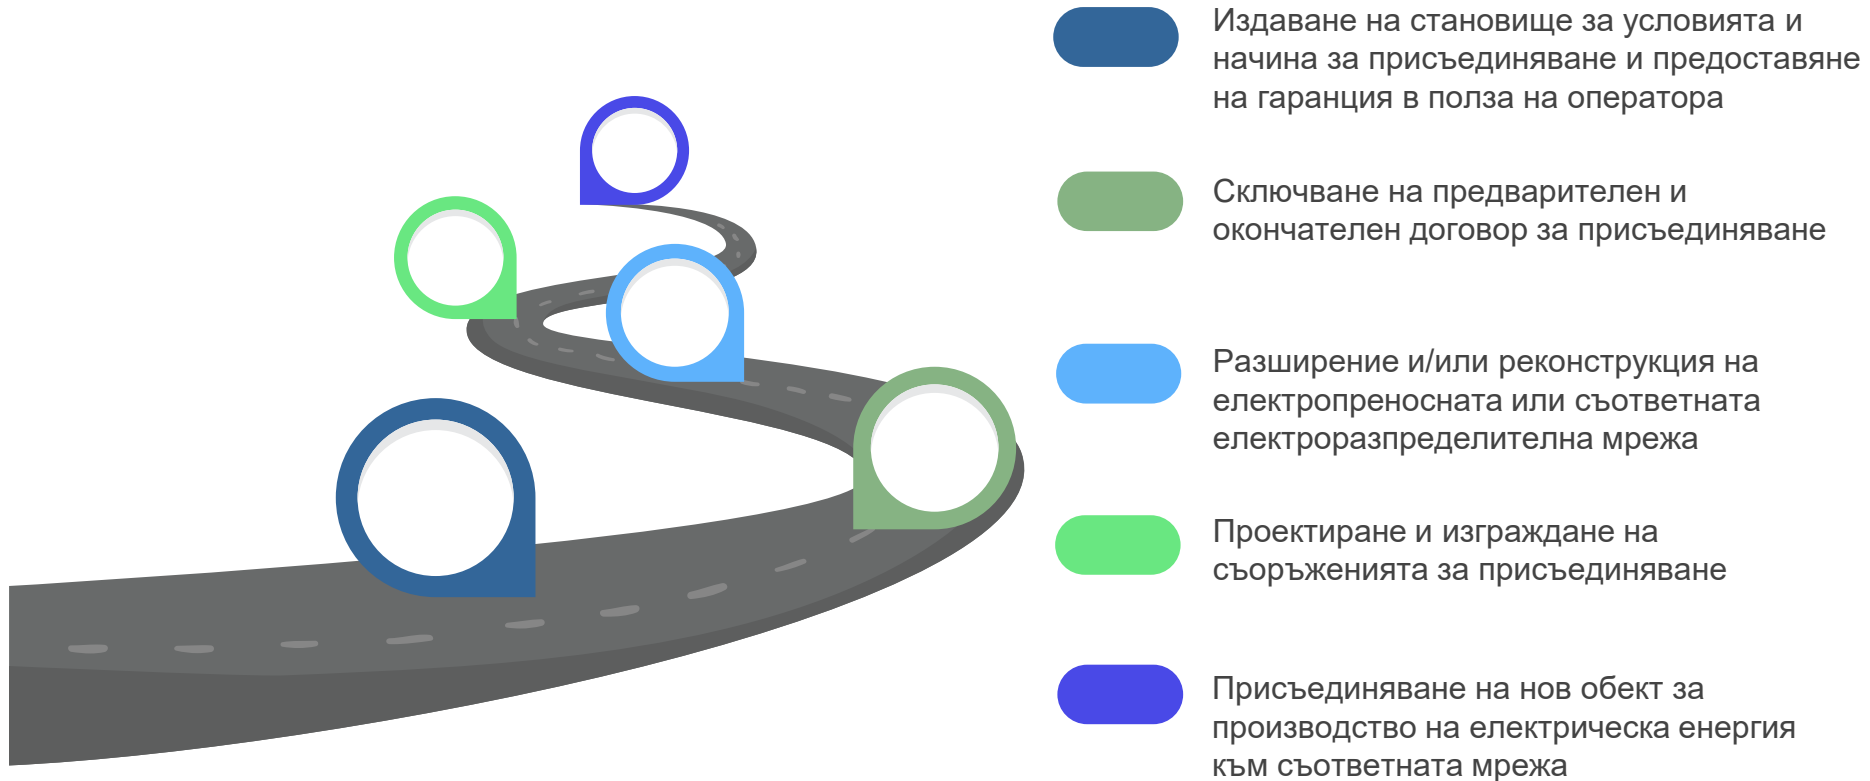 Издаване на становище за условията и
начина за присъединяване и предоставяне
на гаранция в полза на оператора
Сключване на предварителен и
окончателен договор за присъединяване
Разширение и/или реконструкция на
електропреносната или съответната
електроразпределителна мрежа
Проектиране и изграждане на
съоръженията за присъединяване
Присъединяване на нов обект за
производство на електрическа енергия
към съответната мрежа